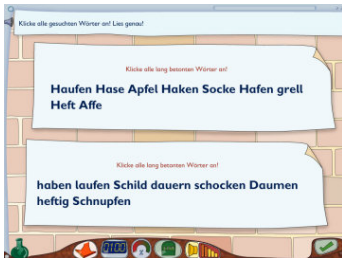 Klicke alle gesuchten Wörter an! Lies genau!
Klicke alle lang betonten Wörter an!
Haufen Hase Apfel Haken Socke Hafen grell
Heft Affe
Klicke alle lang betonten Wörter an!
haben laufen Schild dauern schocken Daumen
heftig Schnupfen
0100